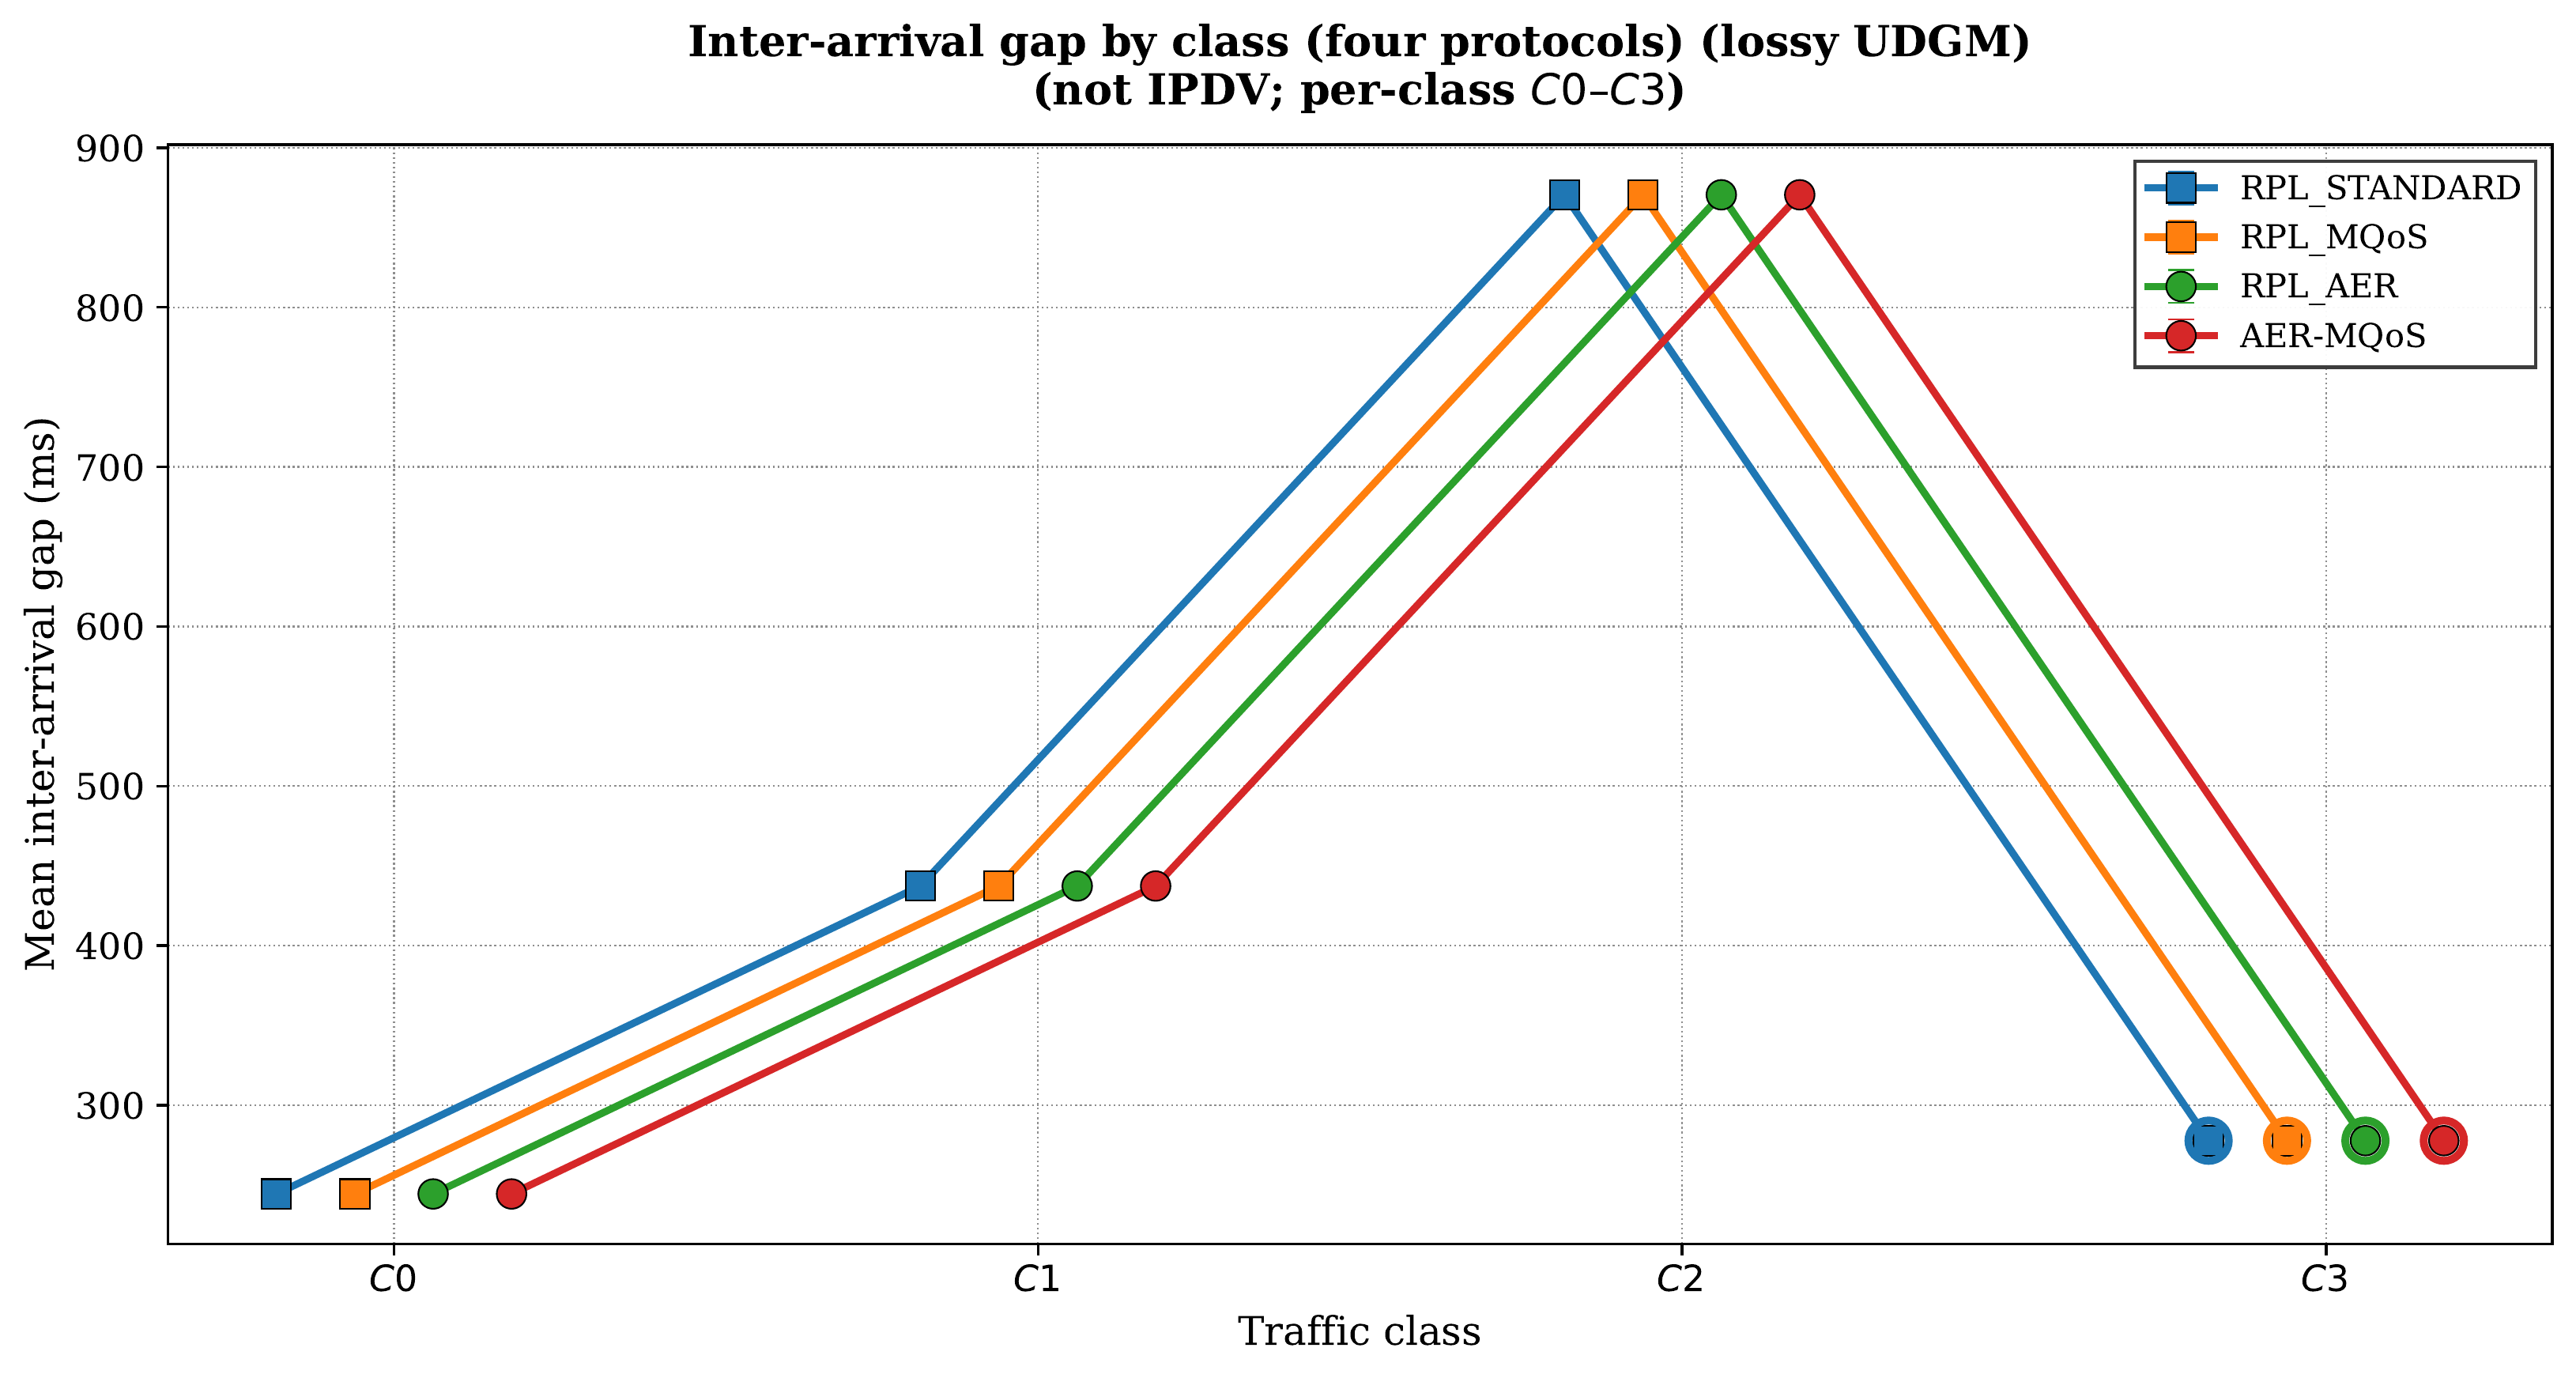 Inter-arrival gap by class (four protocols) (lossy UDGM)
(not IPDV; per-class C0–C3)
900
800
700
600
500
400
300
Mean inter-arrival gap (ms)
RPL_STANDARD
RPL_MQoS
RPL_AER
AER-MQoS
C0
C1
C2
C3
Traffic class